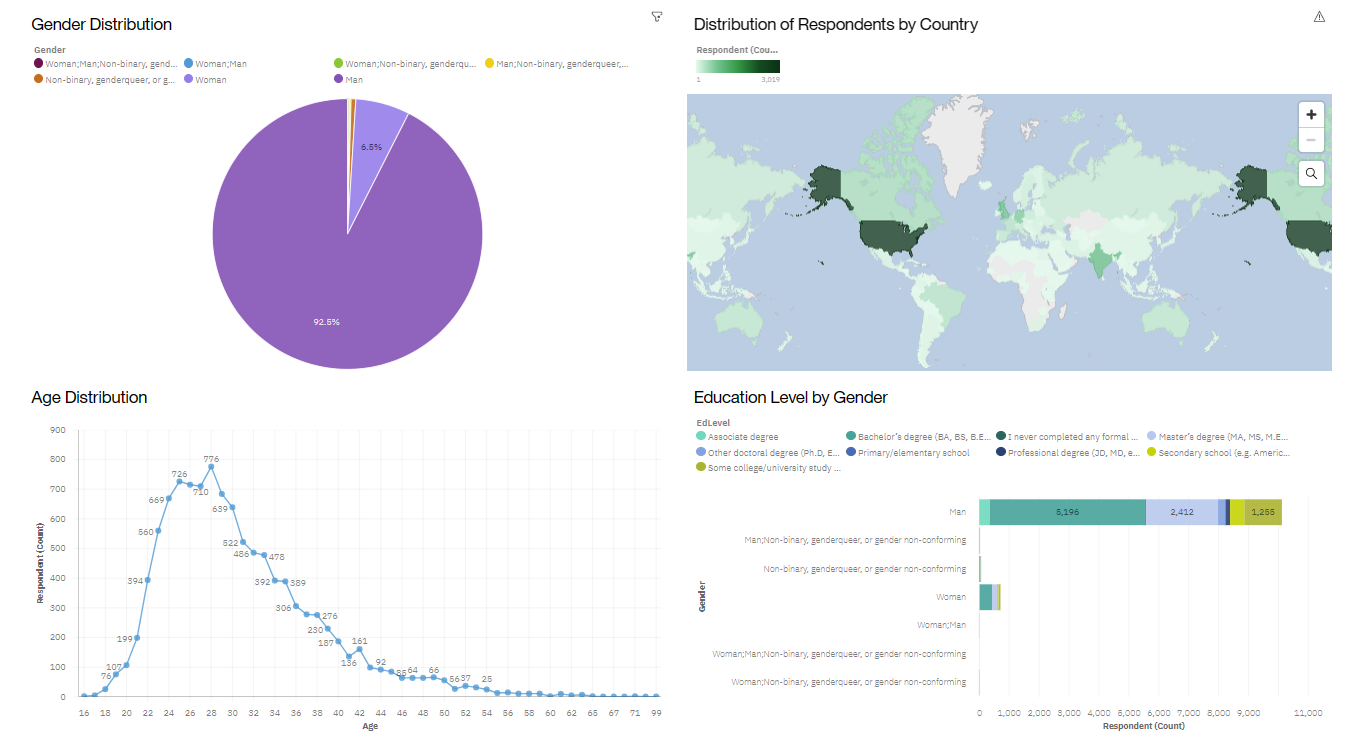 Gender Distribution
Gender
Woman;Man;Non-binary, gend...
Woman;Man
Woman;Non-binary, genderqu...
Man;Non-binary, genderqueer,...
Non-binary, genderqueer, or g...
Woman
Man
6.5%
92.5%
Distribution of Respondents by Country
Respondent (Cou...
1 3,019
+
−
Age Distribution
Respondent (Count)
900
800
700
600
500
400
300
200
100
0
76
107
199
394
560
669
726
710
776
639
522
486
478
392
389
306
276
230
187
136
161
92
85
64
66
56
37
25
16 18 20 22 24 26 28 30 32 34 36 38 40 42 44 46 48 50 52 54 56 58 60 62 65 67 71 99
Age
Education Level by Gender
EdLevel
Associate degree
Bachelor's degree (BA, BS, B.E...
I never completed any formal ...
Master's degree (MA, MS, M.E...
Other doctoral degree (Ph.D, E...
Primary/elementary school
Professional degree (JD, MD, e...
Secondary school (e.g. Americ...
Some college/university study ...
Gender
Man
5,196 2,412 1,255
Man;Non-binary, genderqueer, or gender non-conforming
Non-binary, genderqueer, or gender non-conforming
Woman
Woman;Man
Woman;Man;Non-binary, genderqueer, or gender non-conforming
Woman;Non-binary, genderqueer, or gender non-conforming
0 1,000 2,000 3,000 4,000 5,000 6,000 7,000 8,000 9,000 11,000
Respondent (Count)